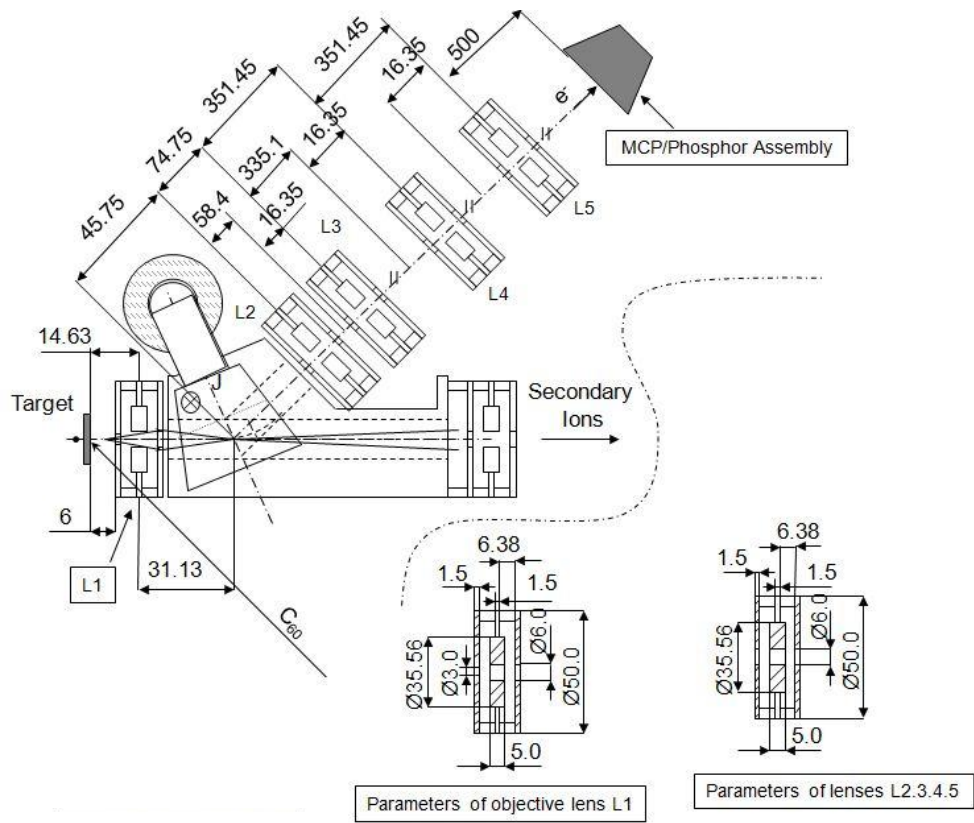 351.45
500
351.45
16.35
e-
74.75
335.1
16.35
MCP/Phosphor Assembly
45.75
58.4
16.35
L3
L5
L4
L2
14.63
J
Target
Secondary
Ions
6
L1
31.13
C60
6.38
1.5
1.5
Ø35.56
Ø3.0
Ø6.0
Ø50.0
5.0
Parameters of objective lens L1
6.38
1.5
1.5
Ø35.56
Ø6.0
Ø50.0
5.0
Parameters of lenses L2.3.4.5